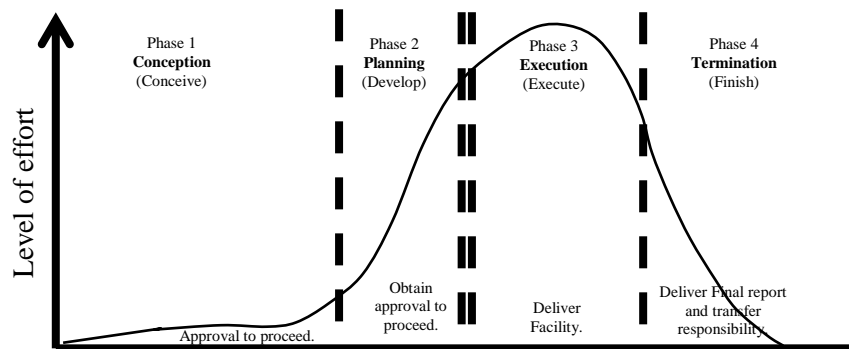 Level of effort
Phase 1
Conception
(Conceive)
Approval to proceed.
Phase 2
Planning
(Develop)
Obtain
approval to
proceed.
Phase 3
Execution
(Execute)
Deliver
Facility.
Phase 4
Termination
(Finish)
Deliver Final report
and transfer
responsibility.